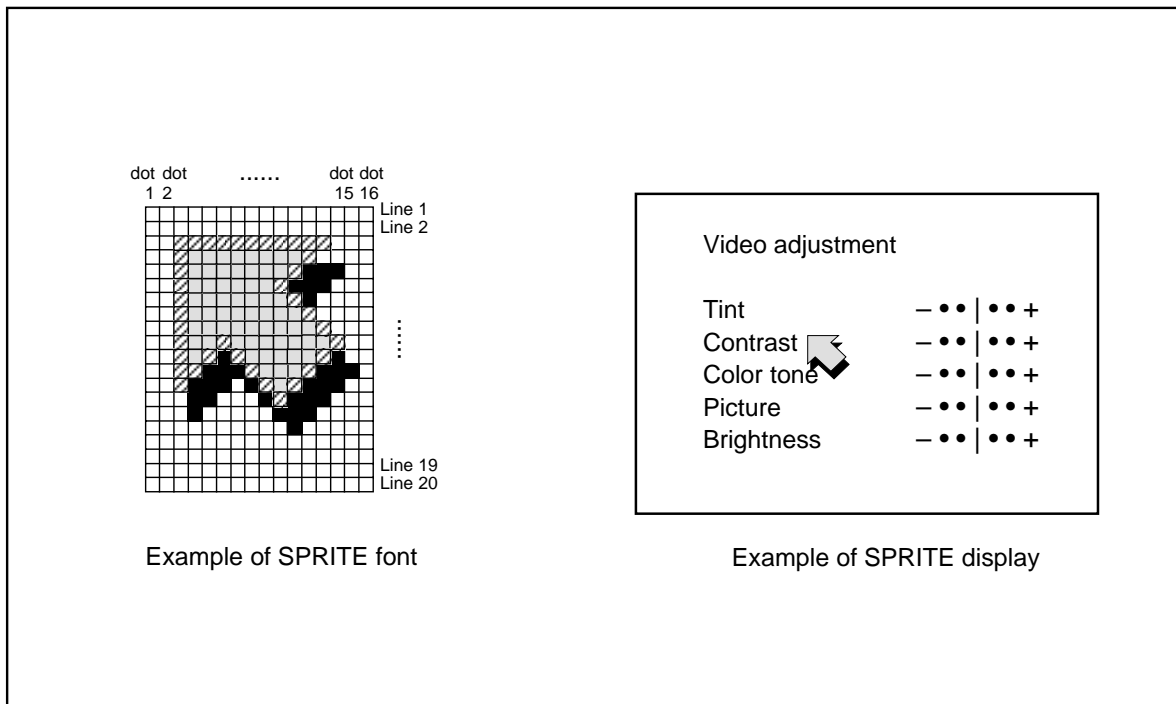 dot dot ...... dot dot
1 2 15 16
Line 1
Line 2
......
Line 19
Line 20
Example of SPRITE font
Video adjustment
Tint – •• | •• +
Contrast – •• | •• +
Color tone – •• | •• +
Picture – •• | •• +
Brightness – •• | •• +
Example of SPRITE display